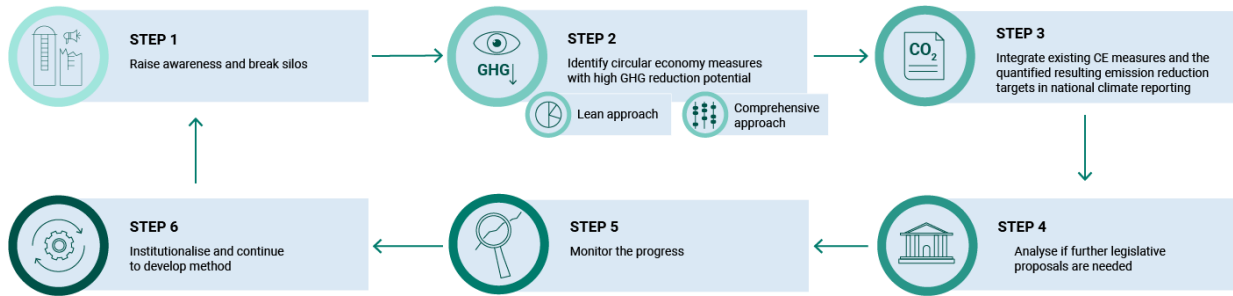 STEP 1
Raise awareness and break silos
STEP 2
Identify circular economy measures
with high GHG reduction potential
GHG
Lean approach
Comprehensive
approach
STEP 3
Integrate existing CE measures and the
quantified resulting emission reduction
targets in national climate reporting
CO2
STEP 4
Analyse if further legislative
proposals are needed
STEP 5
Monitor the progress
STEP 6
Institutionalise and continue
to develop method